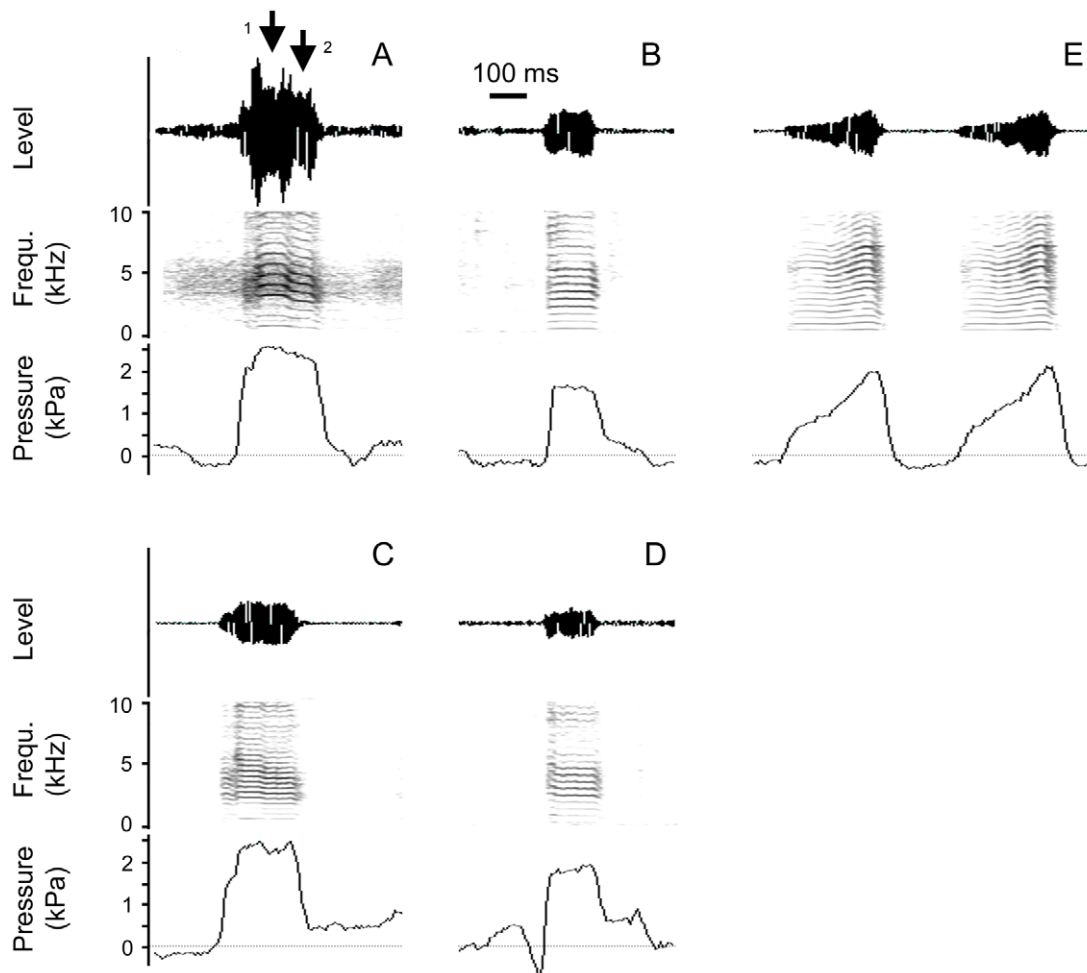 1
2
A
B
E
100 ms
Level
Frequ.
(kHz)
10
5
0
Pressure
(kPa)
2
1
0
C
D
Level
Frequ.
(kHz)
10
5
0
Pressure
(kPa)
2
1
0